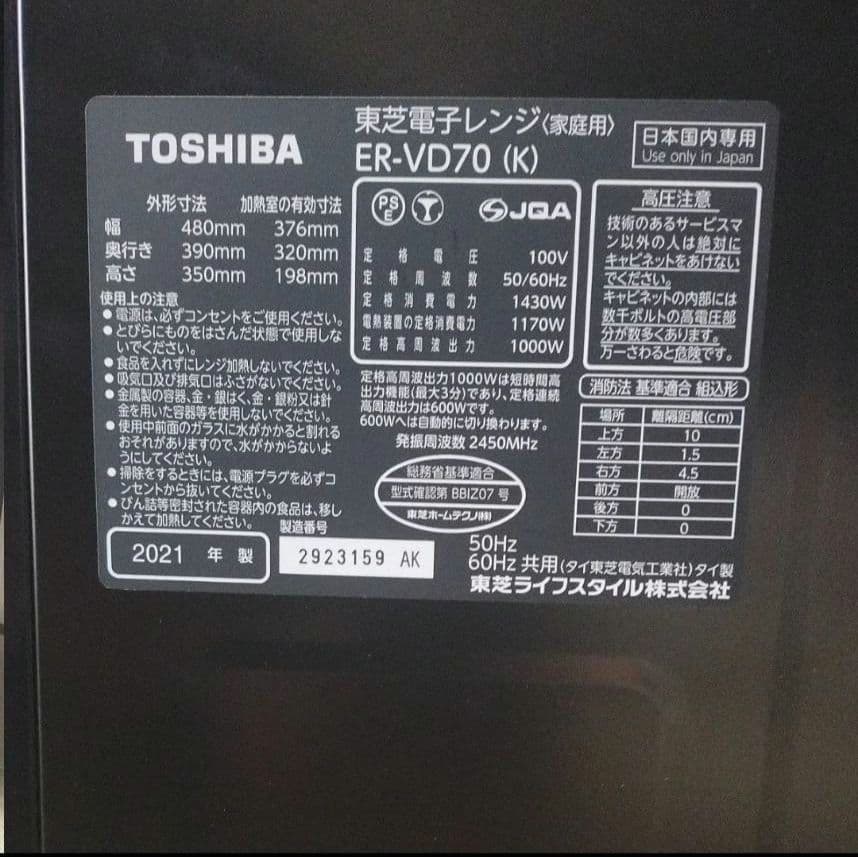 TOSHIBA
東芝電子レンジ〈家庭用〉
ER-VD70 (K)
日本国内専用
Use only in Japan
外形寸法 加熱室の有効寸法
幅 480mm 376mm
奥行き 390mm 320mm
高さ 350mm 198mm
使用上の注意
●電源は、必ずコンセントをご使用ください。
●とびらにものをはさんだ状態で使用しな
いでください。
●食品を入れずにレンジ加熱しないでください。
●吸気口及び排気口はふさがないでください。
●金属製の容器、金・銀はく、金・銀粉又は針
金を用いた容器等を使用しないでください。
●使用中前面のガラスに水がかかると割れる
おそれがありますので、水がかからないよ
うにしてください。
●掃除をするときには、電源プラグを必ずコ
ンセントから抜いてください。
●びん詰等密封された容器内の食品は、移し
かえて加熱してください。
製造番号
2021 年製
2923159 AK
PS
E
JQA
定格電圧 100V
定格周波数 50/60Hz
定格消費電力 1430W
電熱装置の定格消費電力 1170W
定格高周波出力 1000W
定格高周波出力1000Wは短時間高
出力機能(最大3分)であり、定格連続
高周波出力は600Wです。
600Wへは自動的に切り換わります。
発振周波数 2450MHz
総務省基準適合
型式確認第 BBIZ07 号
東芝ホームテクノ(株)
高圧注意
技術のあるサービスマ
ン以外の人は絶対に
キャビネットをあけない
でください。
キャビネットの内部には
数千ボルトの高電圧部
分が数多くあります。
万一さわると危険です。
消防法 基準適合 組込形
場所 離隔距離(cm)
上方 10
左方 1.5
右方 4.5
前方 開放
後方 0
下方 0
50Hz
60Hz 共用(タイ東芝電気工業社)タイ製
東芝ライフスタイル株式会社